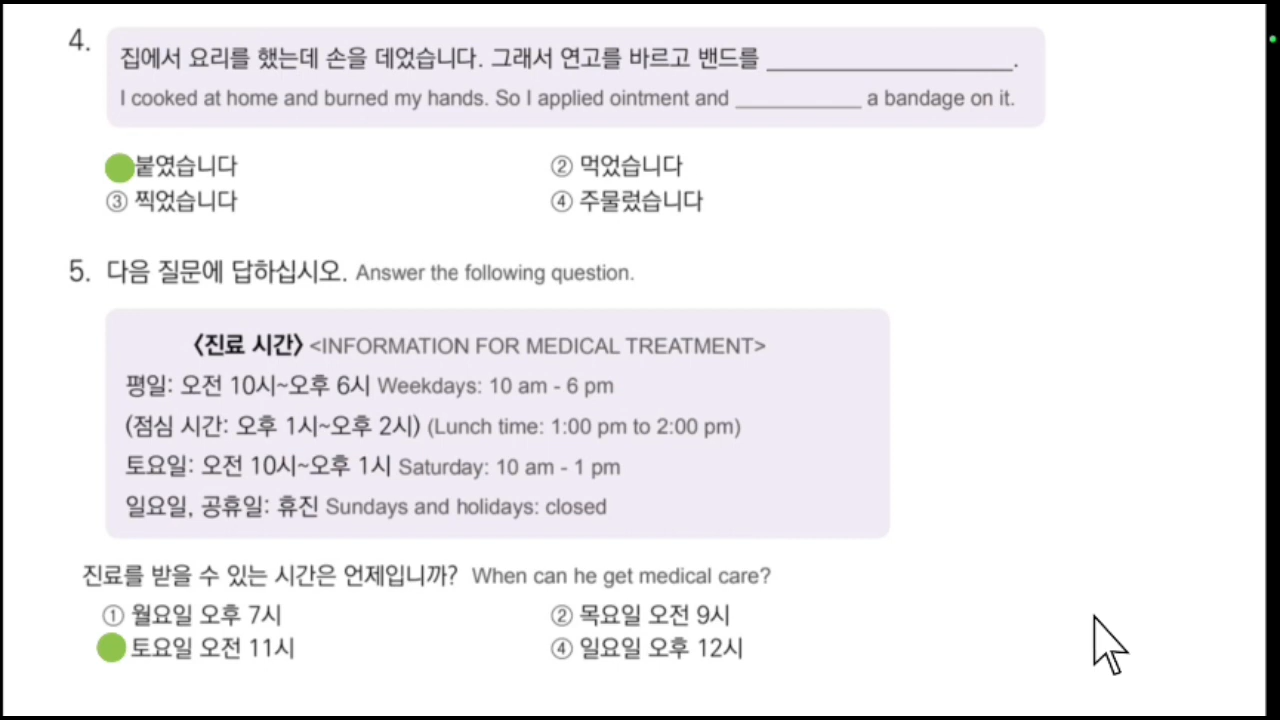 4.
집에서 요리를 했는데 손을 데었습니다. 그래서 연고를 바르고 밴드를 ____________________.
I cooked at home and burned my hands. So I applied ointment and ___________ a bandage on it.
붙였습니다 ② 먹었습니다
③ 찍었습니다 ④ 주물렀습니다
5. 다음 질문에 답하십시오. Answer the following question.
〈진료 시간〉 <INFORMATION FOR MEDICAL TREATMENT>
평일: 오전 10시~오후 6시 Weekdays: 10 am - 6 pm
(점심 시간: 오후 1시~오후 2시) (Lunch time: 1:00 pm to 2:00 pm)
토요일: 오전 10시~오후 1시 Saturday: 10 am - 1 pm
일요일, 공휴일: 휴진 Sundays and holidays: closed
진료를 받을 수 있는 시간은 언제입니까? When can he get medical care?
① 월요일 오후 7시 ② 목요일 오전 9시
토요일 오전 11시 ④ 일요일 오후 12시